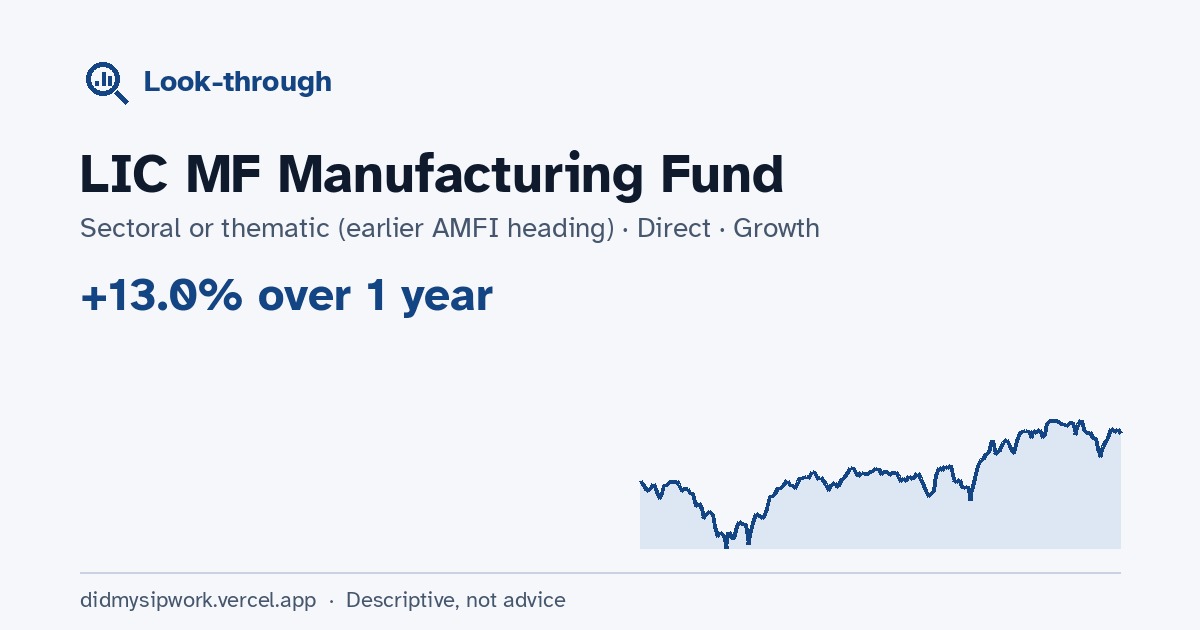 Look-through
LIC MF Manufacturing Fund
Sectoral or thematic (earlier AMFI heading) · Direct · Growth
+13.0% over 1 year
didmysipwork.vercel.app · Descriptive, not advice